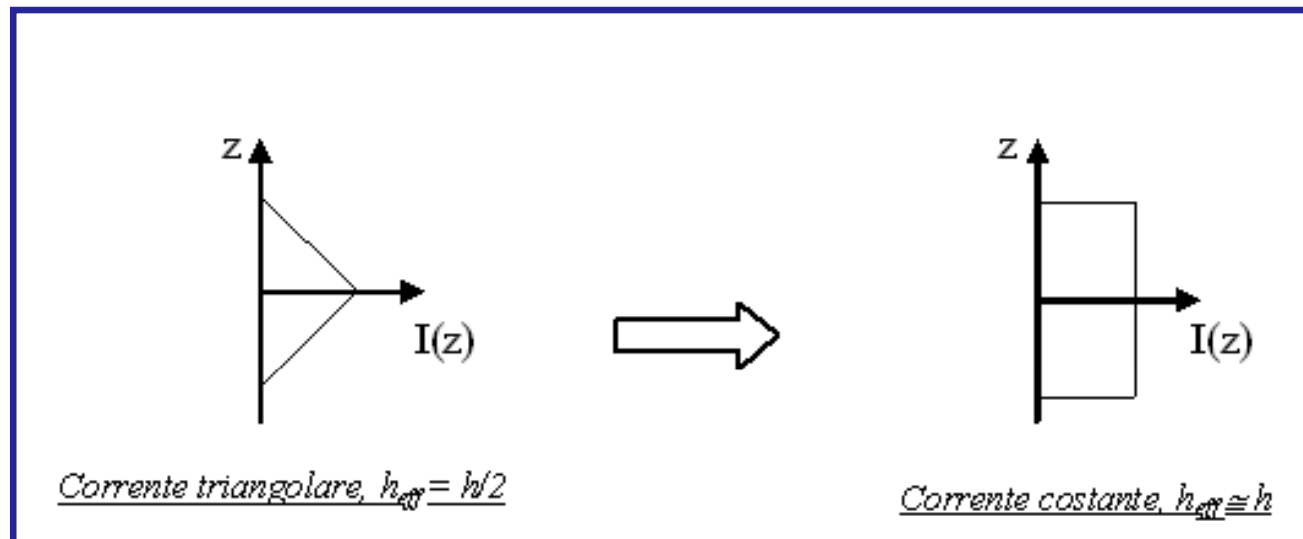 z
I(z)
Corrente triangolare, h_eff = h/2
z
I(z)
Corrente costante, h_eff ≅ h